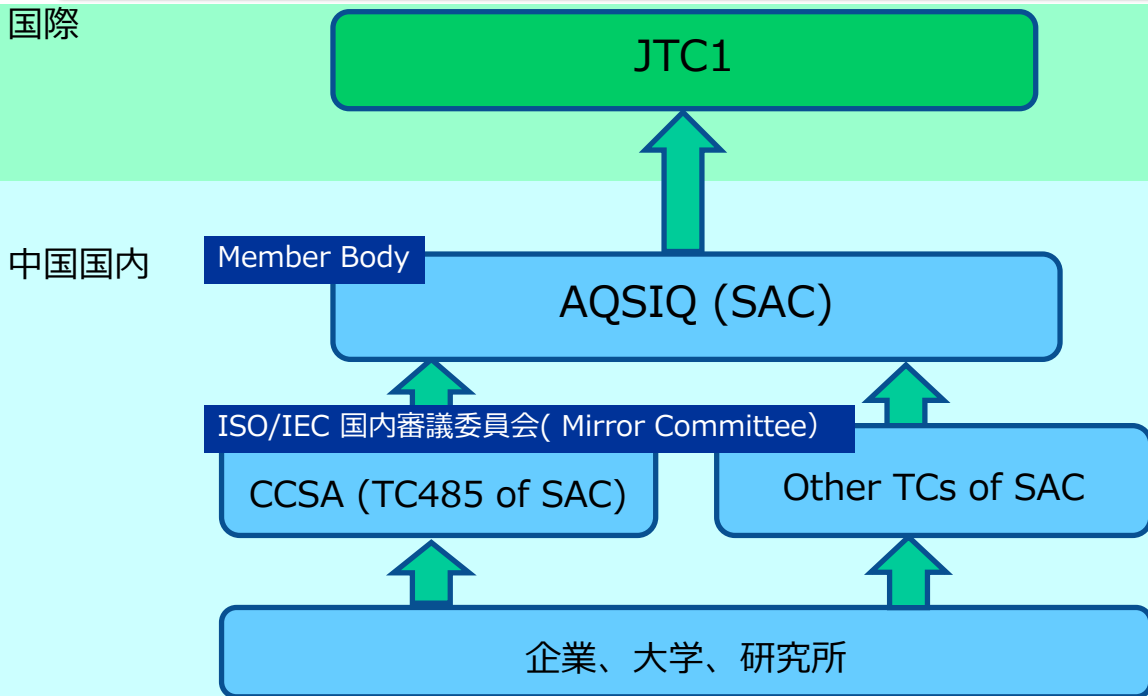 国際
JTC1
中国国内
Member Body
AQSIQ (SAC)
ISO/IEC 国内審議委員会( Mirror Committee）
CCSA (TC485 of SAC)
Other TCs of SAC
企業、大学、研究所